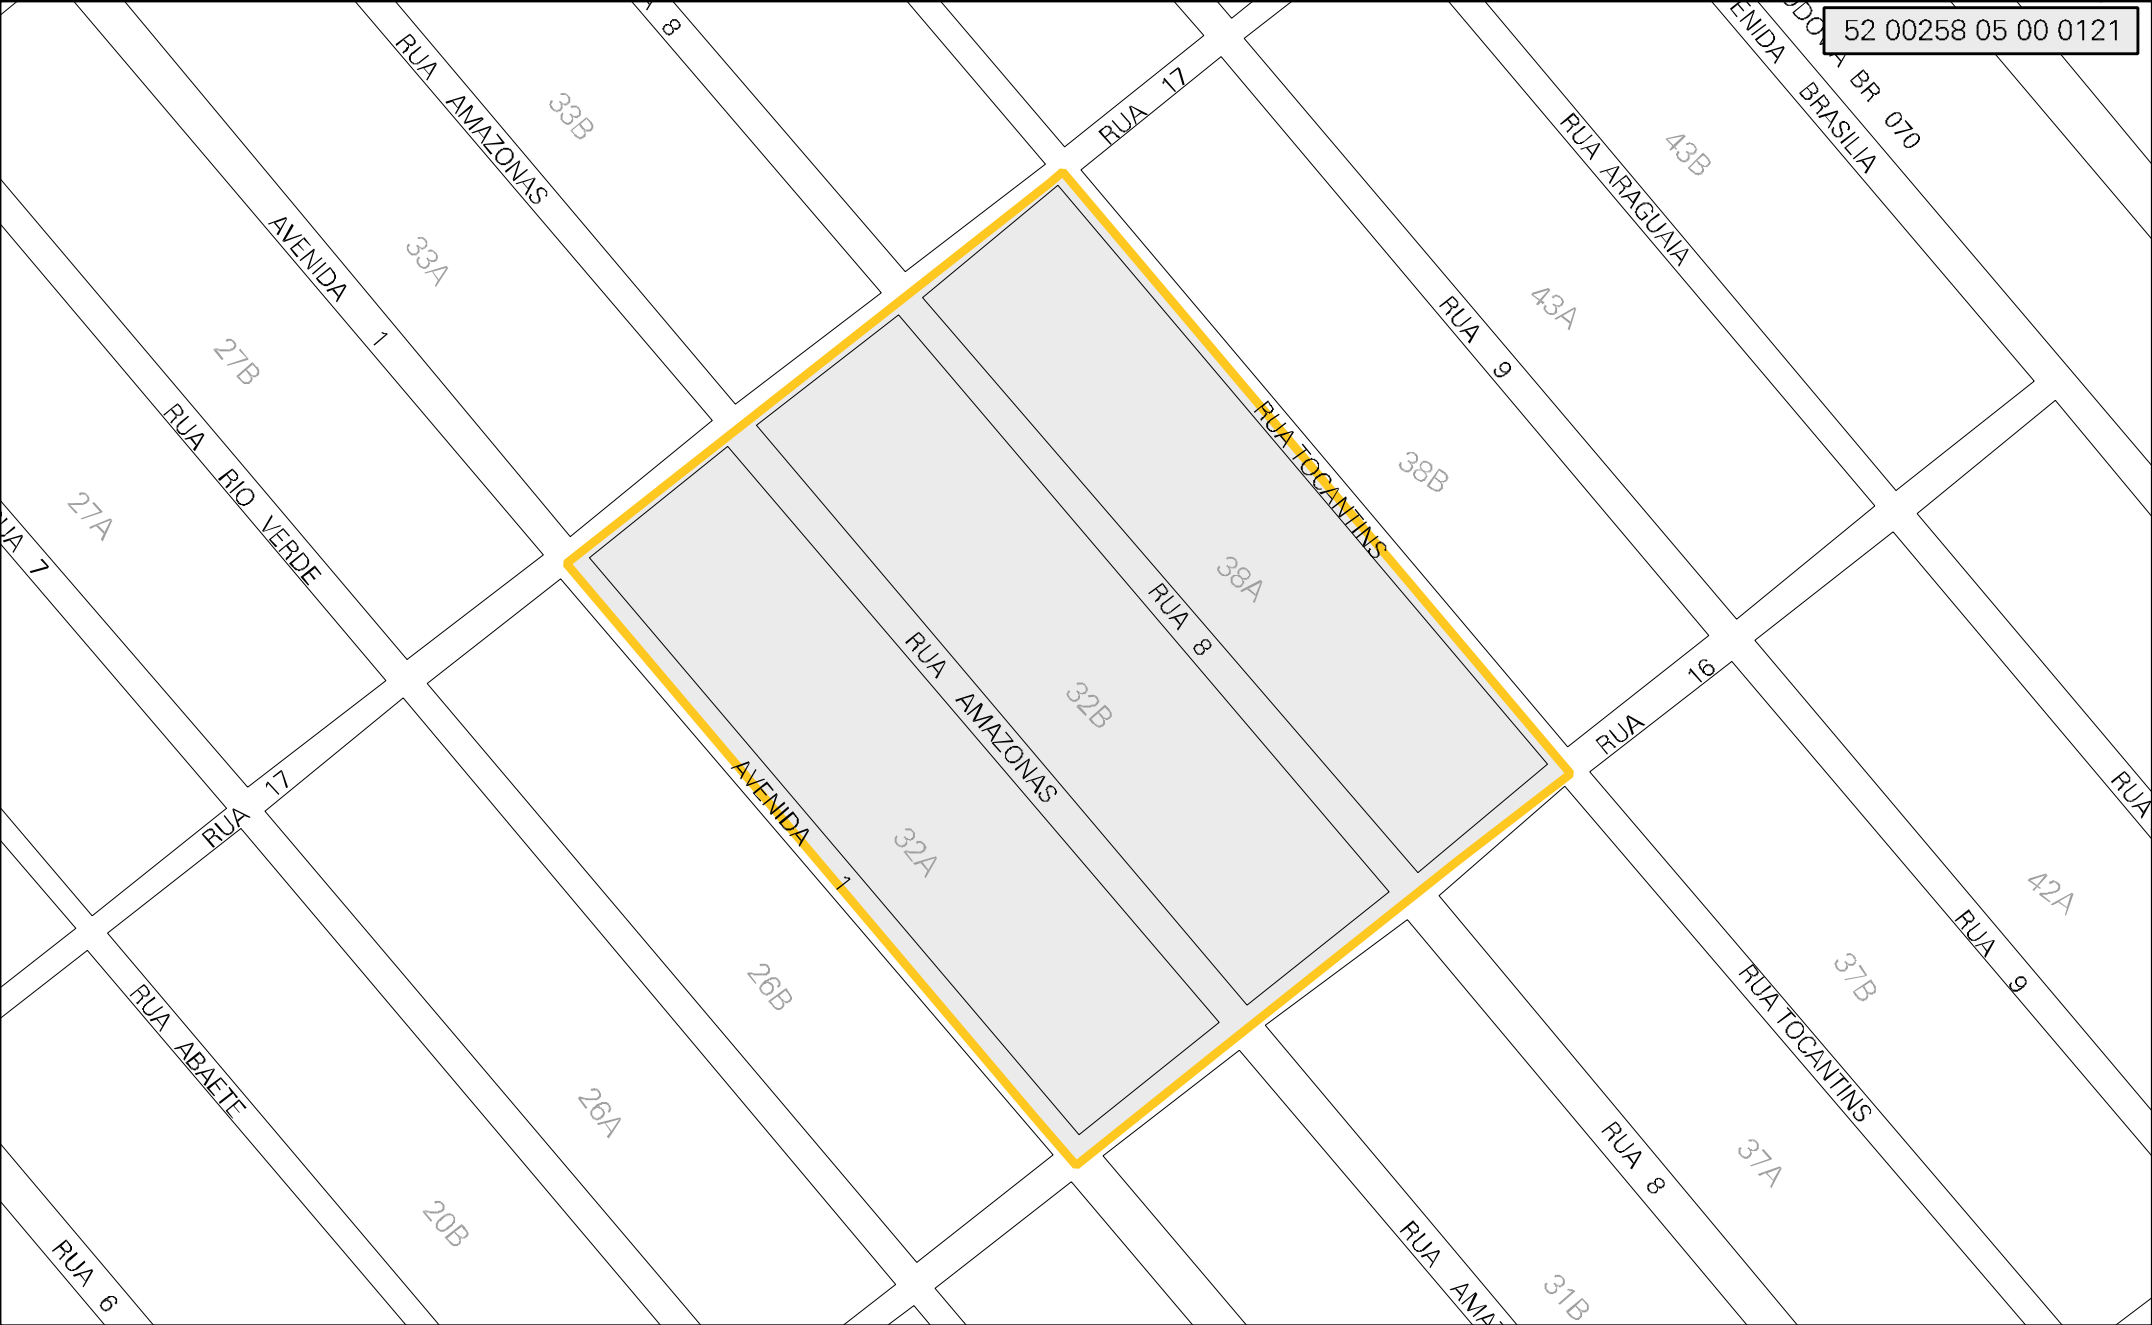 52 00258 05 00 0121
8
RUA AMAZONAS
33B
RUA 17
BR 070
BRASILIA
43B
RUA ARAGUAIA
33A
AVENIDA 1
43A
RUA 9
27B
RUA RIO VERDE
RUA TOCANTINS
38B
27A
7
38A
RUA 8
RUA AMAZONAS
32B
RUA 16
RUA 17
AVENIDA 1
32A
RUA
42A
RUA 9
37B
RUA TOCANTINS
26B
RUA ABAETE
26A
RUA 8
37A
20B
RUA 6
RUA
31B